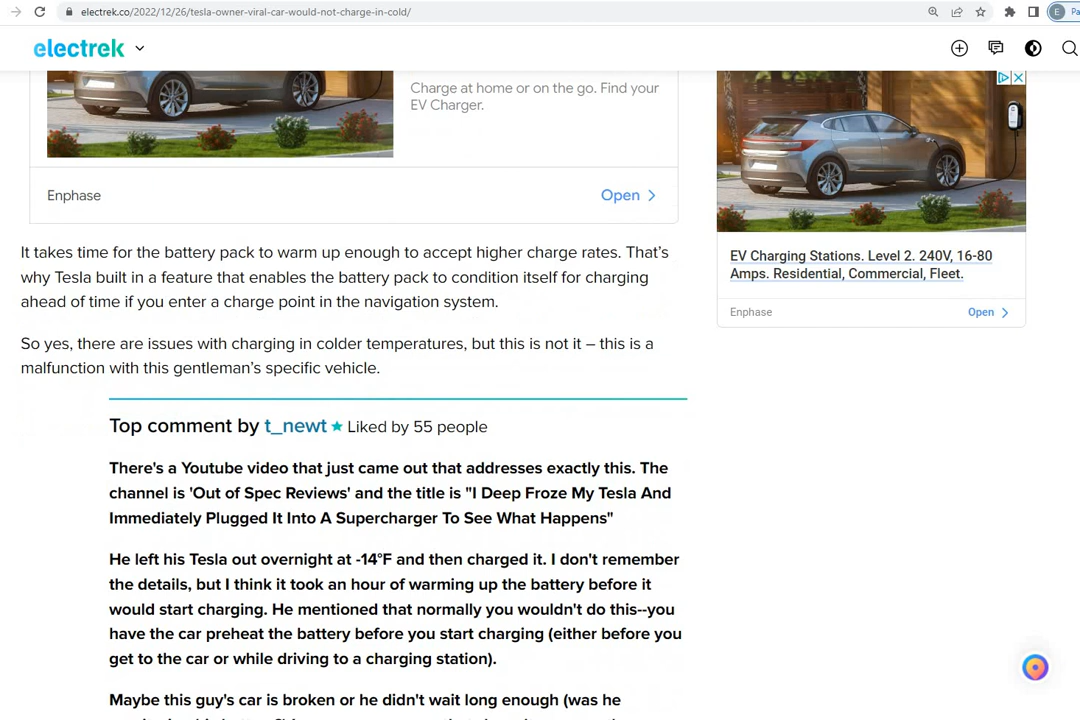 electrek.co/2022/12/26/tesla-owner-viral-car-would-not-charge-in-cold/
E
Pa
electrek
Charge at home or on the go. Find your
EV Charger.
Enphase
Open
It takes time for the battery pack to warm up enough to accept higher charge rates. That’s
why Tesla built in a feature that enables the battery pack to condition itself for charging
ahead of time if you enter a charge point in the navigation system.
So yes, there are issues with charging in colder temperatures, but this is not it – this is a
malfunction with this gentleman’s specific vehicle.
Top comment by t_newt Liked by 55 people
There's a Youtube video that just came out that addresses exactly this. The
channel is 'Out of Spec Reviews' and the title is "I Deep Froze My Tesla And
Immediately Plugged It Into A Supercharger To See What Happens"
He left his Tesla out overnight at -14°F and then charged it. I don't remember
the details, but I think it took an hour of warming up the battery before it
would start charging. He mentioned that normally you wouldn't do this--you
have the car preheat the battery before you start charging (either before you
get to the car or while driving to a charging station).
Maybe this guy's car is broken or he didn't wait long enough (was he
EV Charging Stations. Level 2. 240V, 16-80
Amps. Residential, Commercial, Fleet.
Enphase
Open